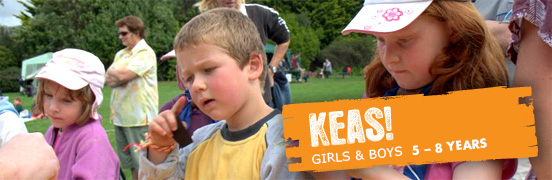 KEAS!
GIRLS & BOYS 5 – 8 YEARS